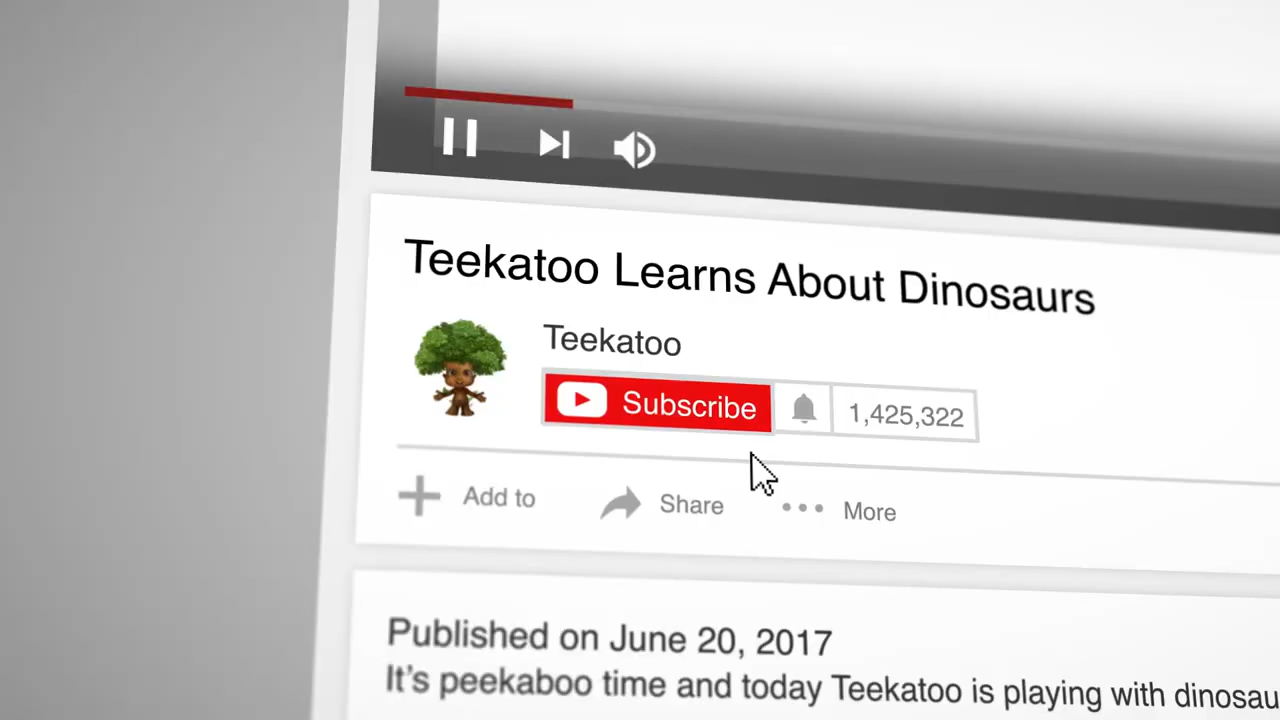 Teekatoo Learns About Dinosaurs
Teekatoo
Subscribe 1,425,322
Add to Share More
Published on June 20, 2017
It's peekaboo time and today Teekatoo is playing with dinosau